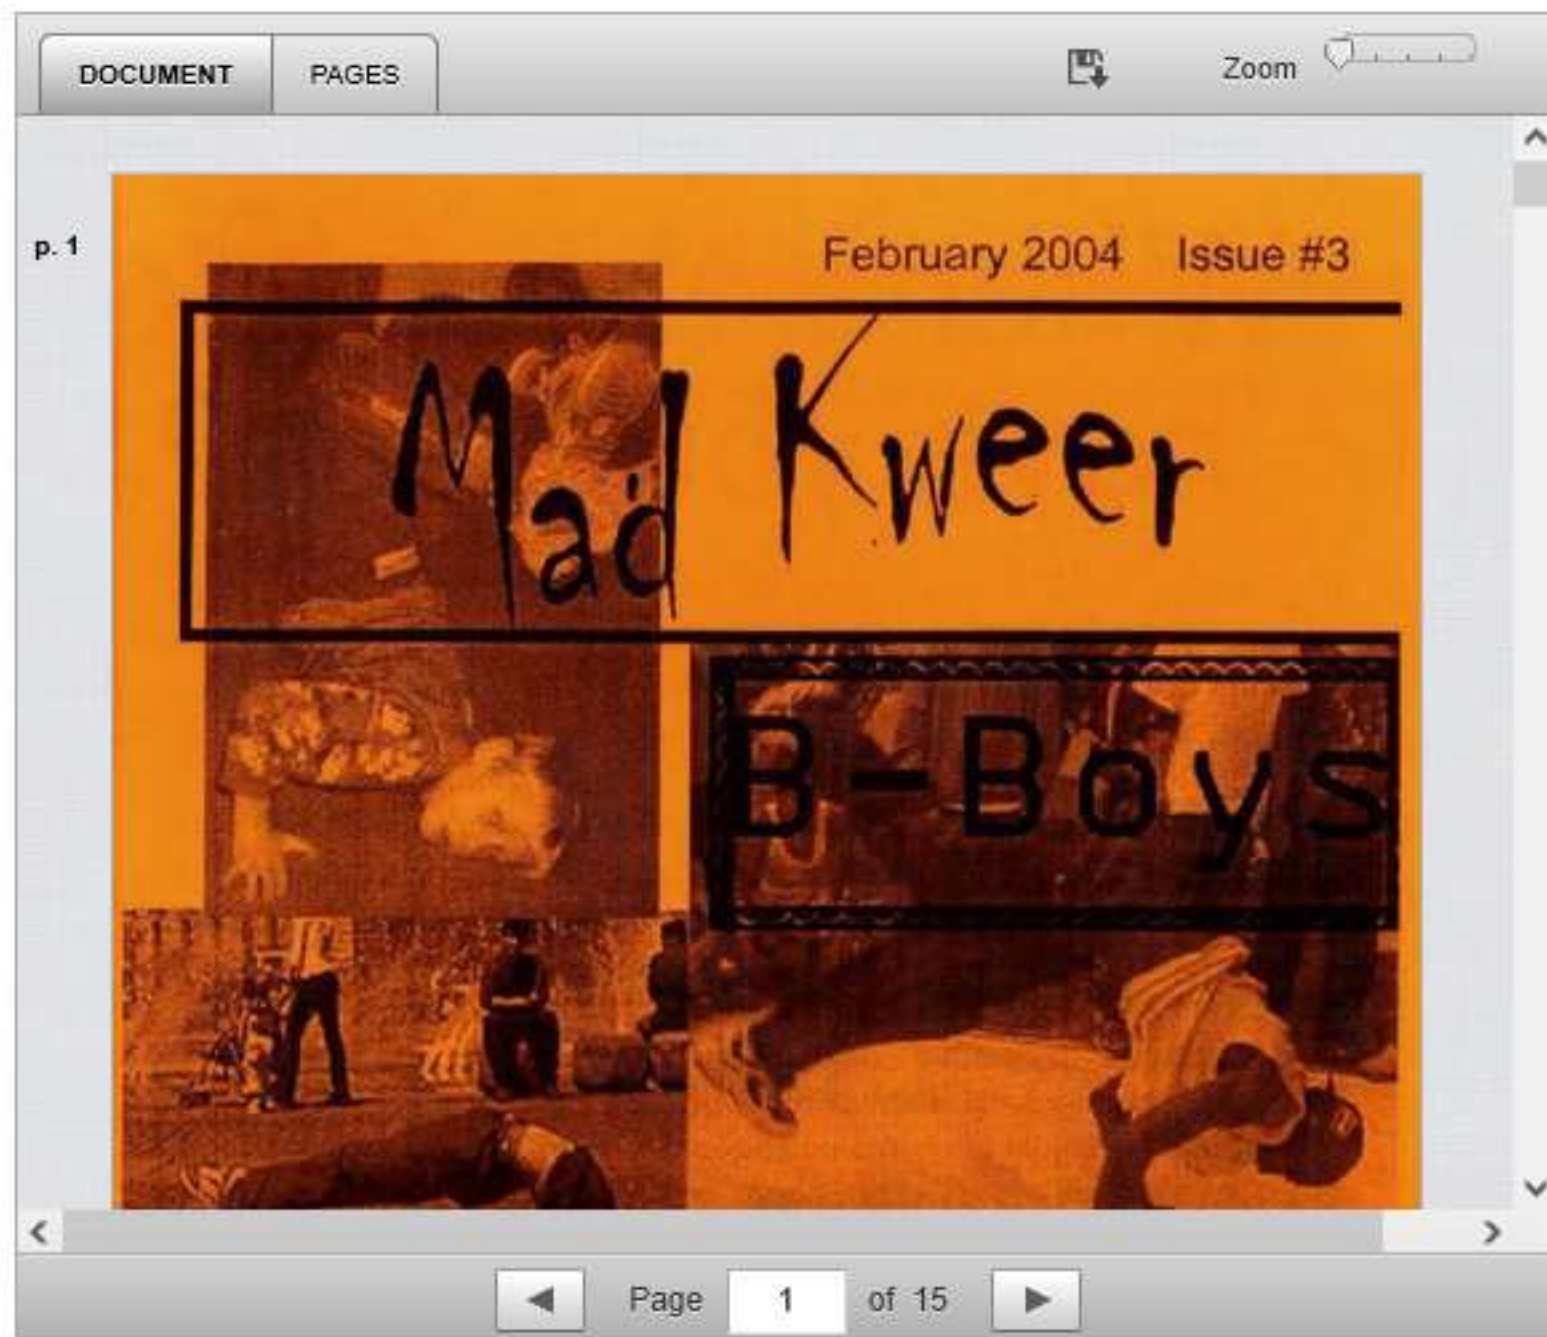 DOCUMENT PAGES Zoom
p. 1
February 2004 Issue #3
Mad Kweer
B-Boys
Page 1 of 15